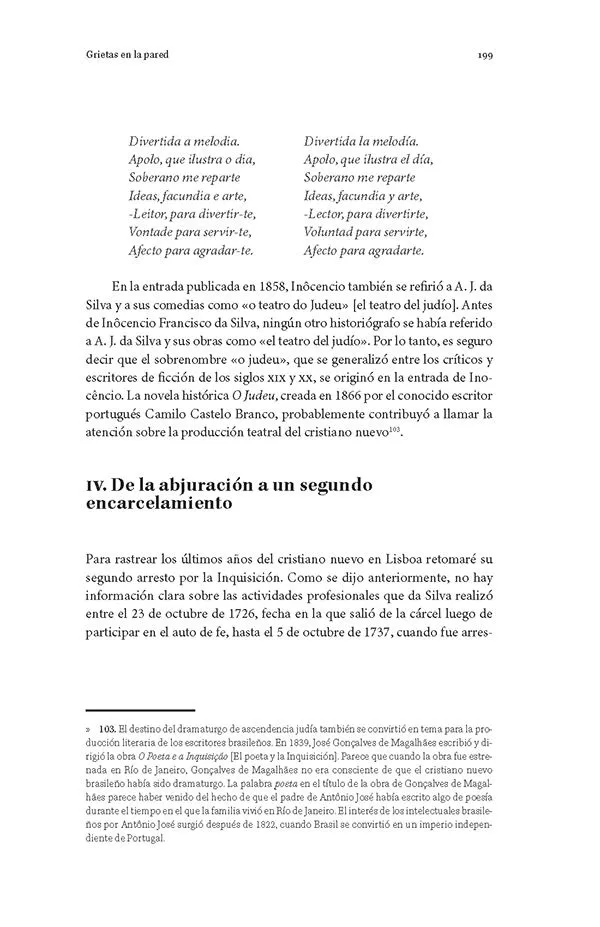 Grietas en la pared 199
Divertida a melodia.
Apolo, que ilustra o dia,
Soberano me reparte
Ideas, facundia e arte,
-Leitor, para divertir-te,
Vontade para servir-te,
Afecto para agradar-te.
Divertida la melodía.
Apolo, que ilustra el día,
Soberano me reparte
Ideas, facundia y arte,
-Lector, para divertirte,
Voluntad para servirte,
Afecto para agradarte.
En la entrada publicada en 1858, Inôcencio también se refirió a A. J. da
Silva y a sus comedias como «o teatro do Judeu» [el teatro del judío]. Antes
de Inôcencio Francisco da Silva, ningún otro historiógrafo se había referido
a A. J. da Silva y sus obras como «el teatro del judío». Por lo tanto, es seguro
decir que el sobrenombre «o judeu», que se generalizó entre los críticos y
escritores de ficción de los siglos XIX y XX, se originó en la entrada de Ino-
cêncio. La novela histórica O Judeu, creada en 1866 por el conocido escritor
portugués Camilo Castelo Branco, probablemente contribuyó a llamar la
atención sobre la producción teatral del cristiano nuevo103.
IV. De la abjuración a un segundo
encarcelamiento
Para rastrear los últimos años del cristiano nuevo en Lisboa retomaré su
segundo arresto por la Inquisición. Como se dijo anteriormente, no hay
información clara sobre las actividades profesionales que da Silva realizó
entre el 23 de octubre de 1726, fecha en la que salió de la cárcel luego de
participar en el auto de fe, hasta el 5 de octubre de 1737, cuando fue arres-
» 103. El destino del dramaturgo de ascendencia judía también se convirtió en tema para la pro-
ducción literaria de los escritores brasileños. En 1839, José Gonçalves de Magalhães escribió y di-
rigió la obra O Poeta e a Inquisição [El poeta y la Inquisición]. Parece que cuando la obra fue estre-
nada en Río de Janeiro, Gonçalves de Magalhães no era consciente de que el cristiano nuevo
brasileño había sido dramaturgo. La palabra poeta en el título de la obra de Gonçalves de Magal-
hães parece haber venido del hecho de que el padre de Antônio José había escrito algo de poesía
durante el tiempo en el que la familia vivió en Río de Janeiro. El interés de los intelectuales brasile-
ños por Antônio José surgió después de 1822, cuando Brasil se convirtió en un imperio indepen-
diente de Portugal.